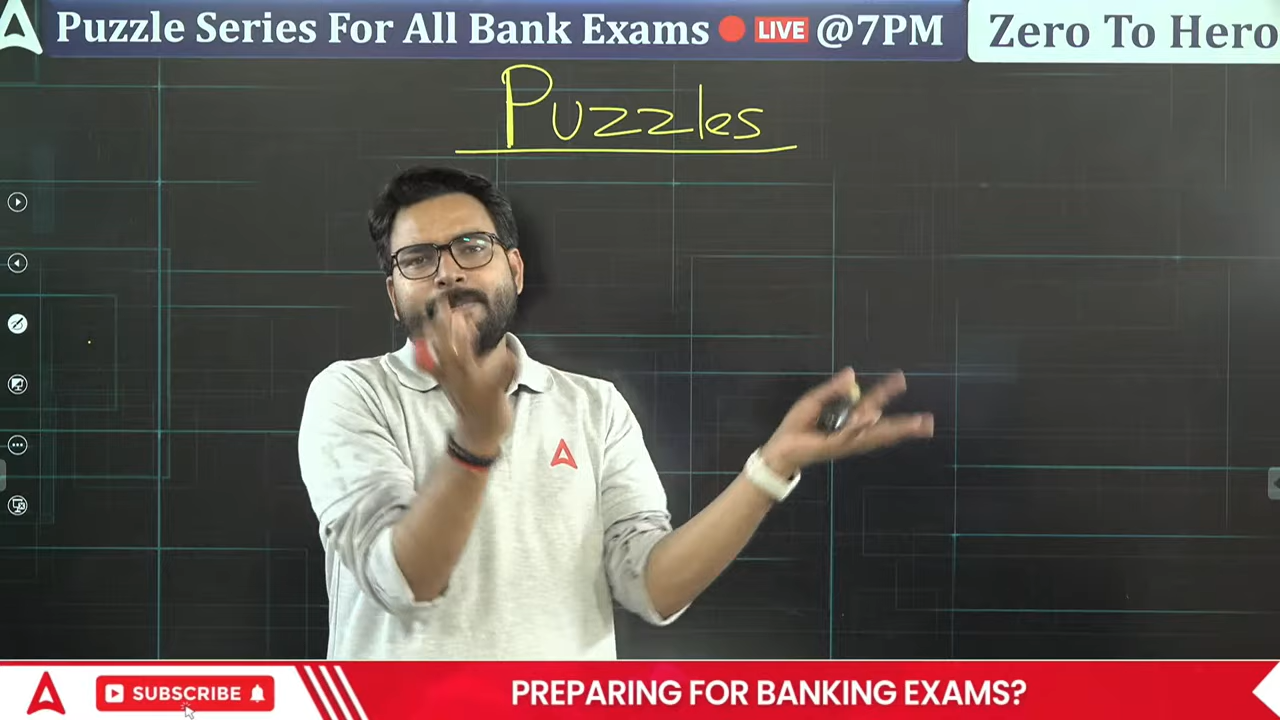 Puzzle Series For All Bank Exams LIVE @7PM
Zero To Hero
Puzzles
SUBSCRIBE
PREPARING FOR BANKING EXAMS?